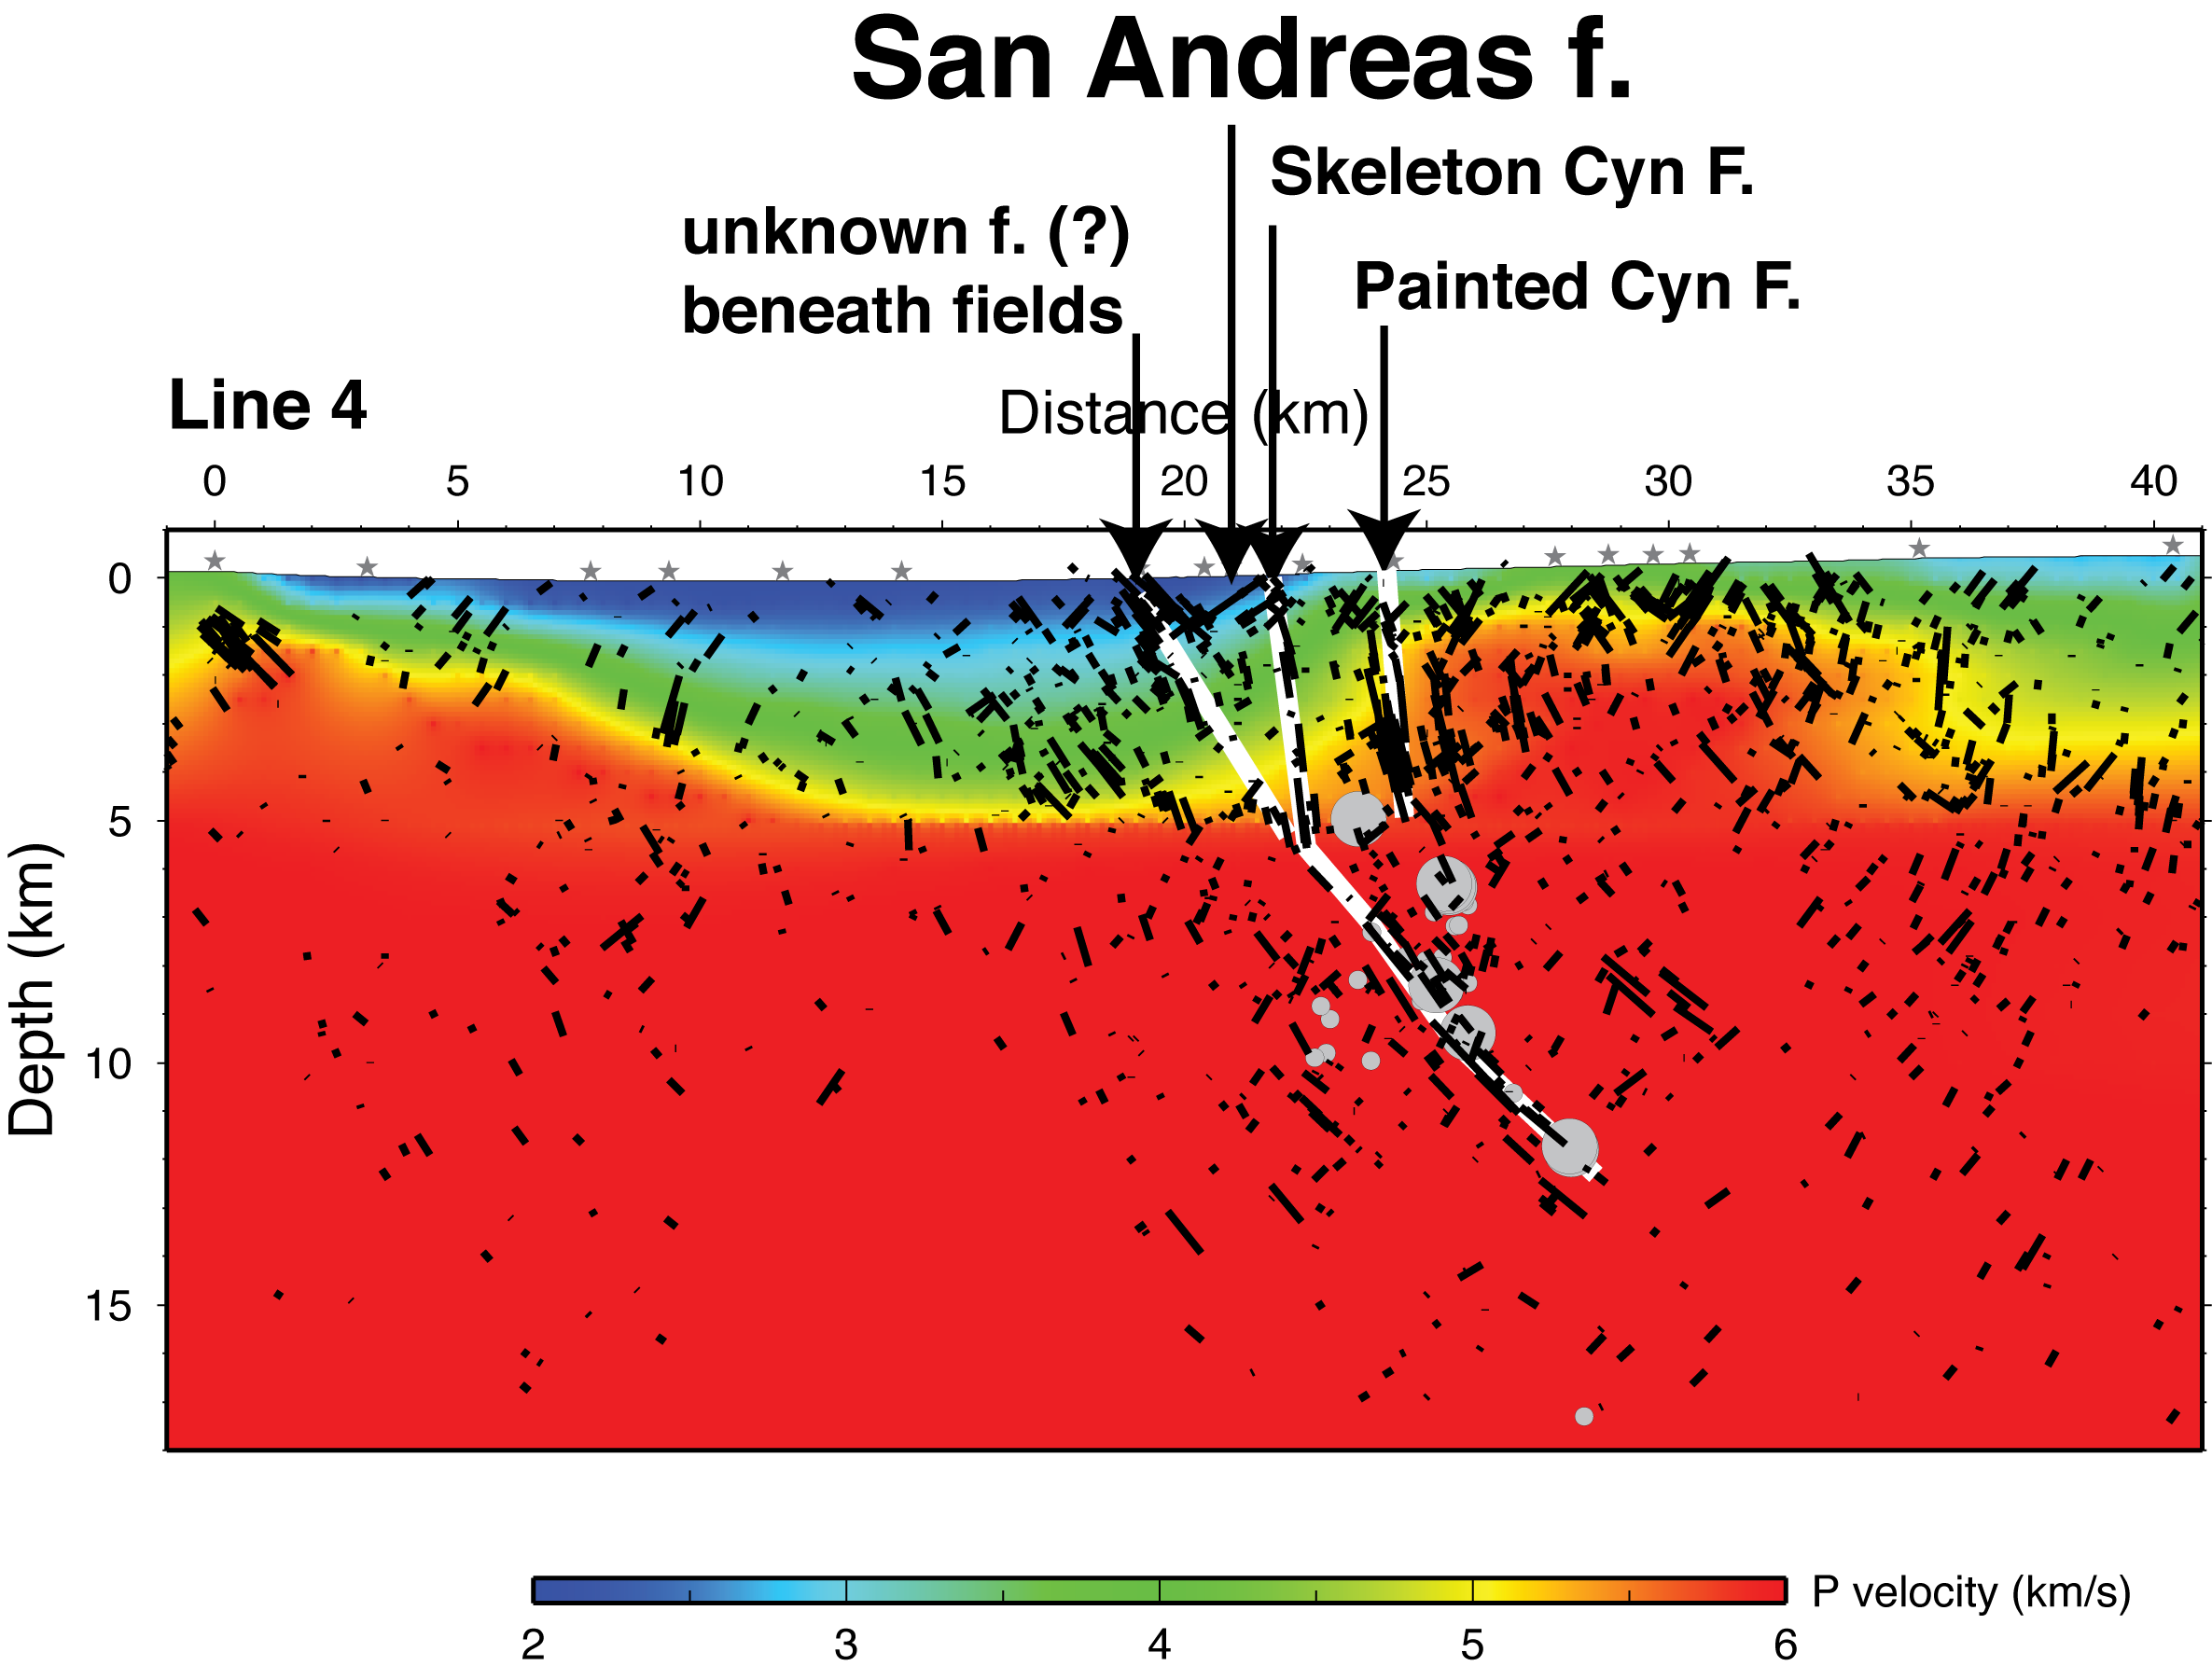 San Andreas f.
Skeleton Cyn F.
unknown f. (?)
beneath fields
Painted Cyn F.
Line 4
Distance (km)
0 5 10 15 20 25 30 35 40
Depth (km)
0
5
10
15
P velocity (km/s)
2 3 4 5 6